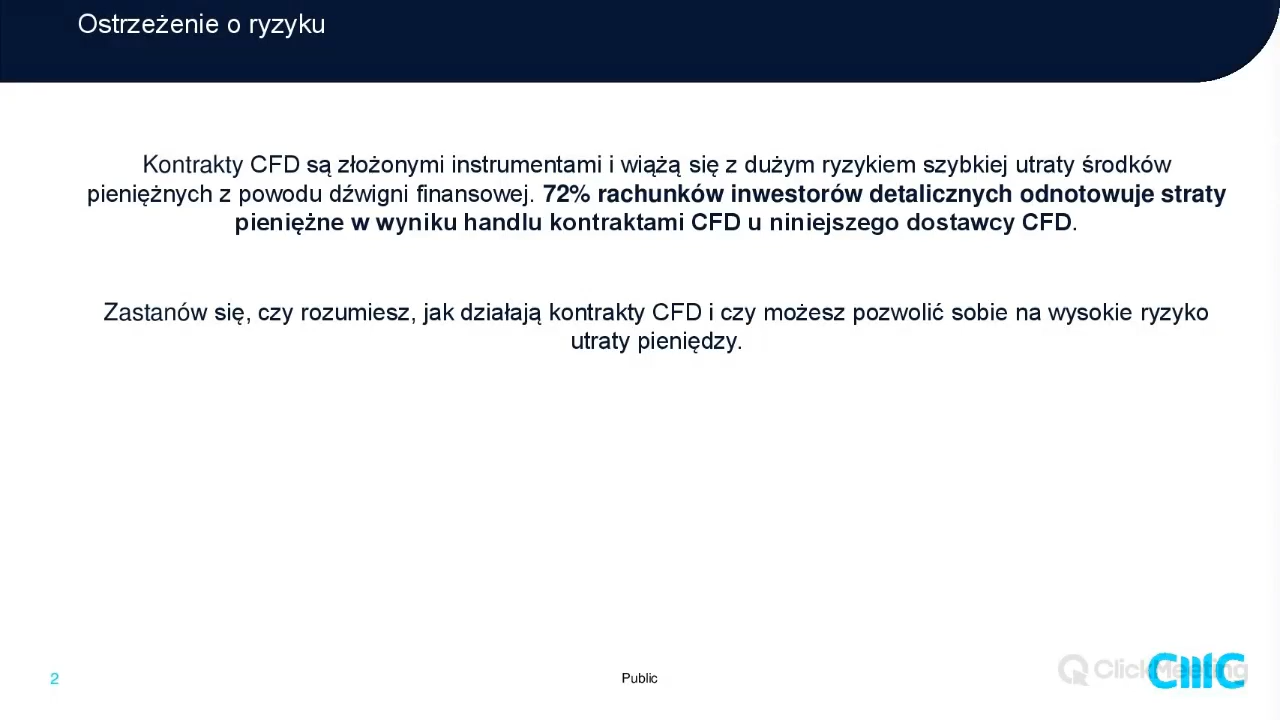 Ostrzeżenie o ryzyku
Kontrakty CFD są złożonymi instrumentami i wiążą się z dużym ryzykiem szybkiej utraty środków
pieniężnych z powodu dźwigni finansowej. 72% rachunków inwestorów detalicznych odnotowuje straty
pieniężne w wyniku handlu kontraktami CFD u niniejszego dostawcy CFD.
Zastanów się, czy rozumiesz, jak działają kontrakty CFD i czy możesz pozwolić sobie na wysokie ryzyko
utraty pieniędzy.
2
Public
ClickMeeting
CMC